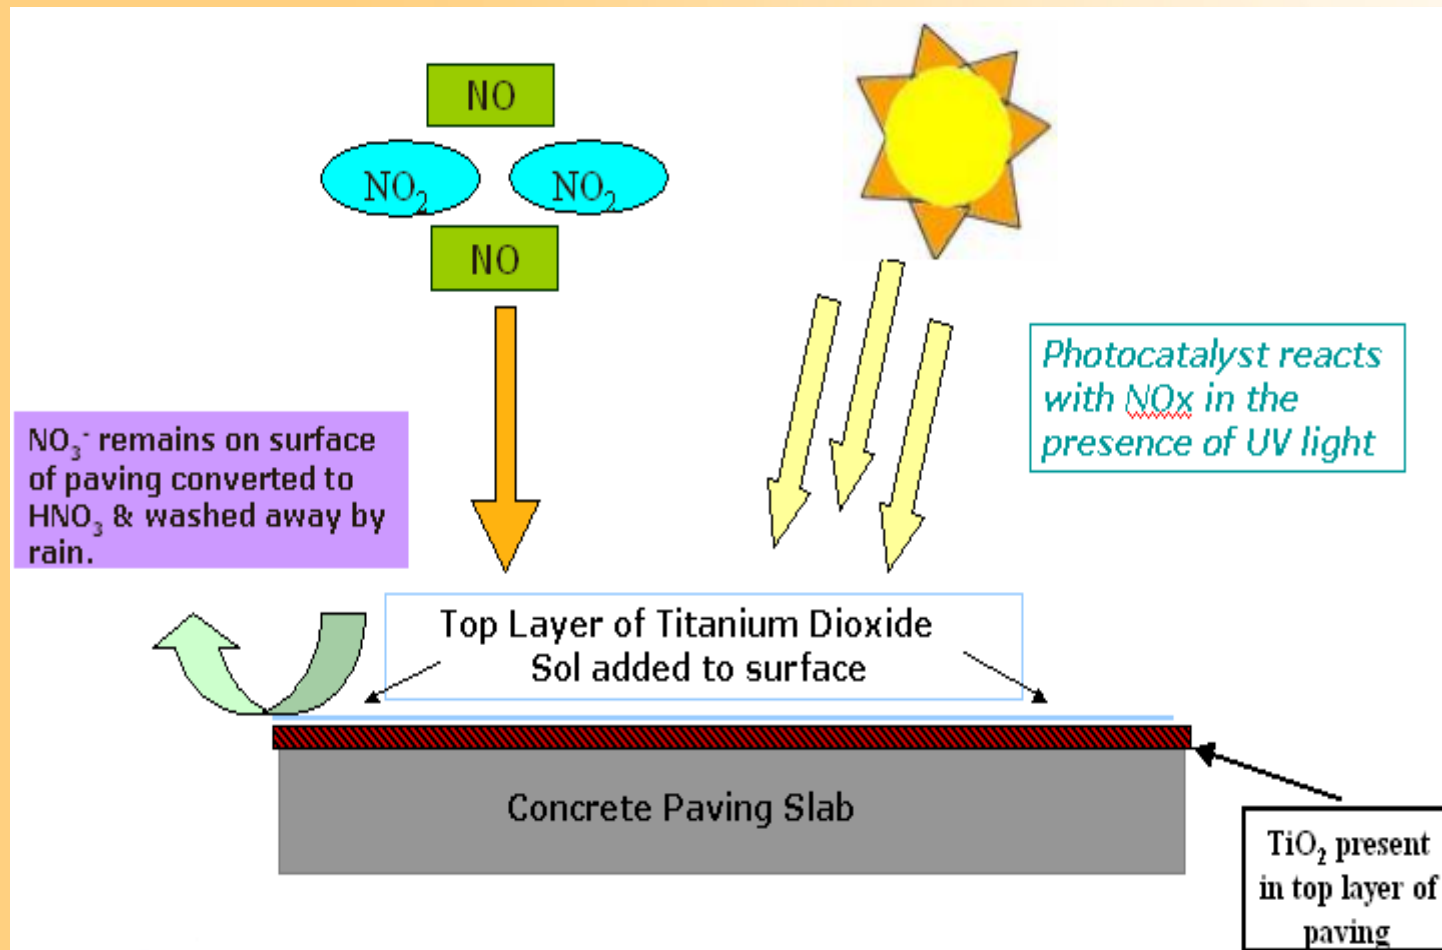 NO
NO₂ NO₂
NO
Photocatalyst reacts
with NOx in the
presence of UV light
NO₃⁻ remains on surface
of paving converted to
HNO₃ & washed away by
rain.
Top Layer of Titanium Dioxide
Sol added to surface
Concrete Paving Slab
TiO₂ present
in top layer of
paving